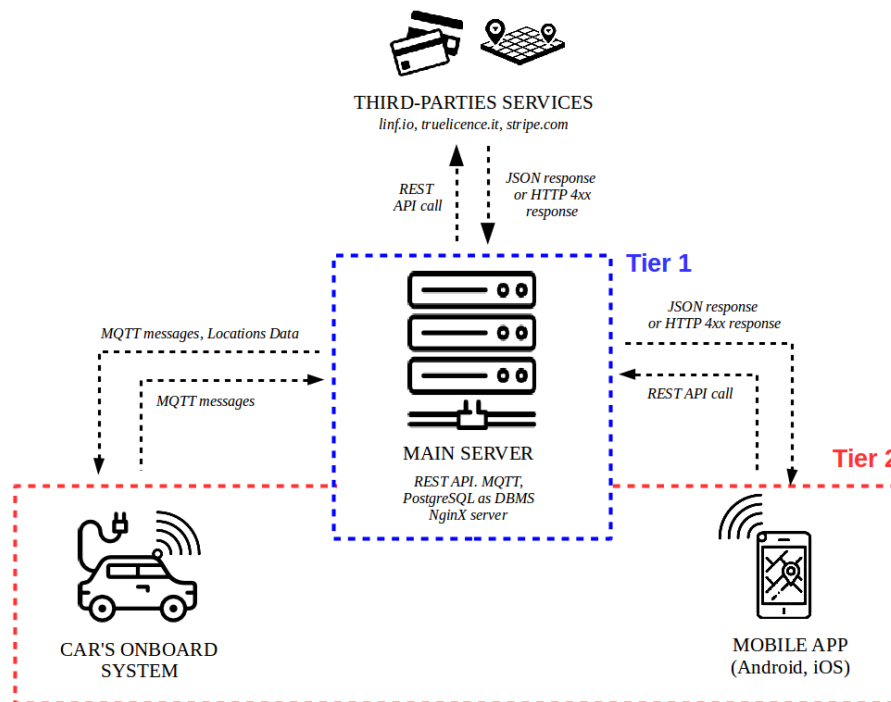 THIRD-PARTIES SERVICES
linf.io, truelicence.it, stripe.com
REST
API call
JSON response
or HTTP 4xx
response
Tier 1
MQTT messages, Locations Data
MQTT messages
JSON response
or HTTP 4xx response
REST API call
MAIN SERVER
REST API. MQTT,
PostgreSQL as DBMS
NginX server
Tier 2
CAR'S ONBOARD
SYSTEM
MOBILE APP
(Android, iOS)